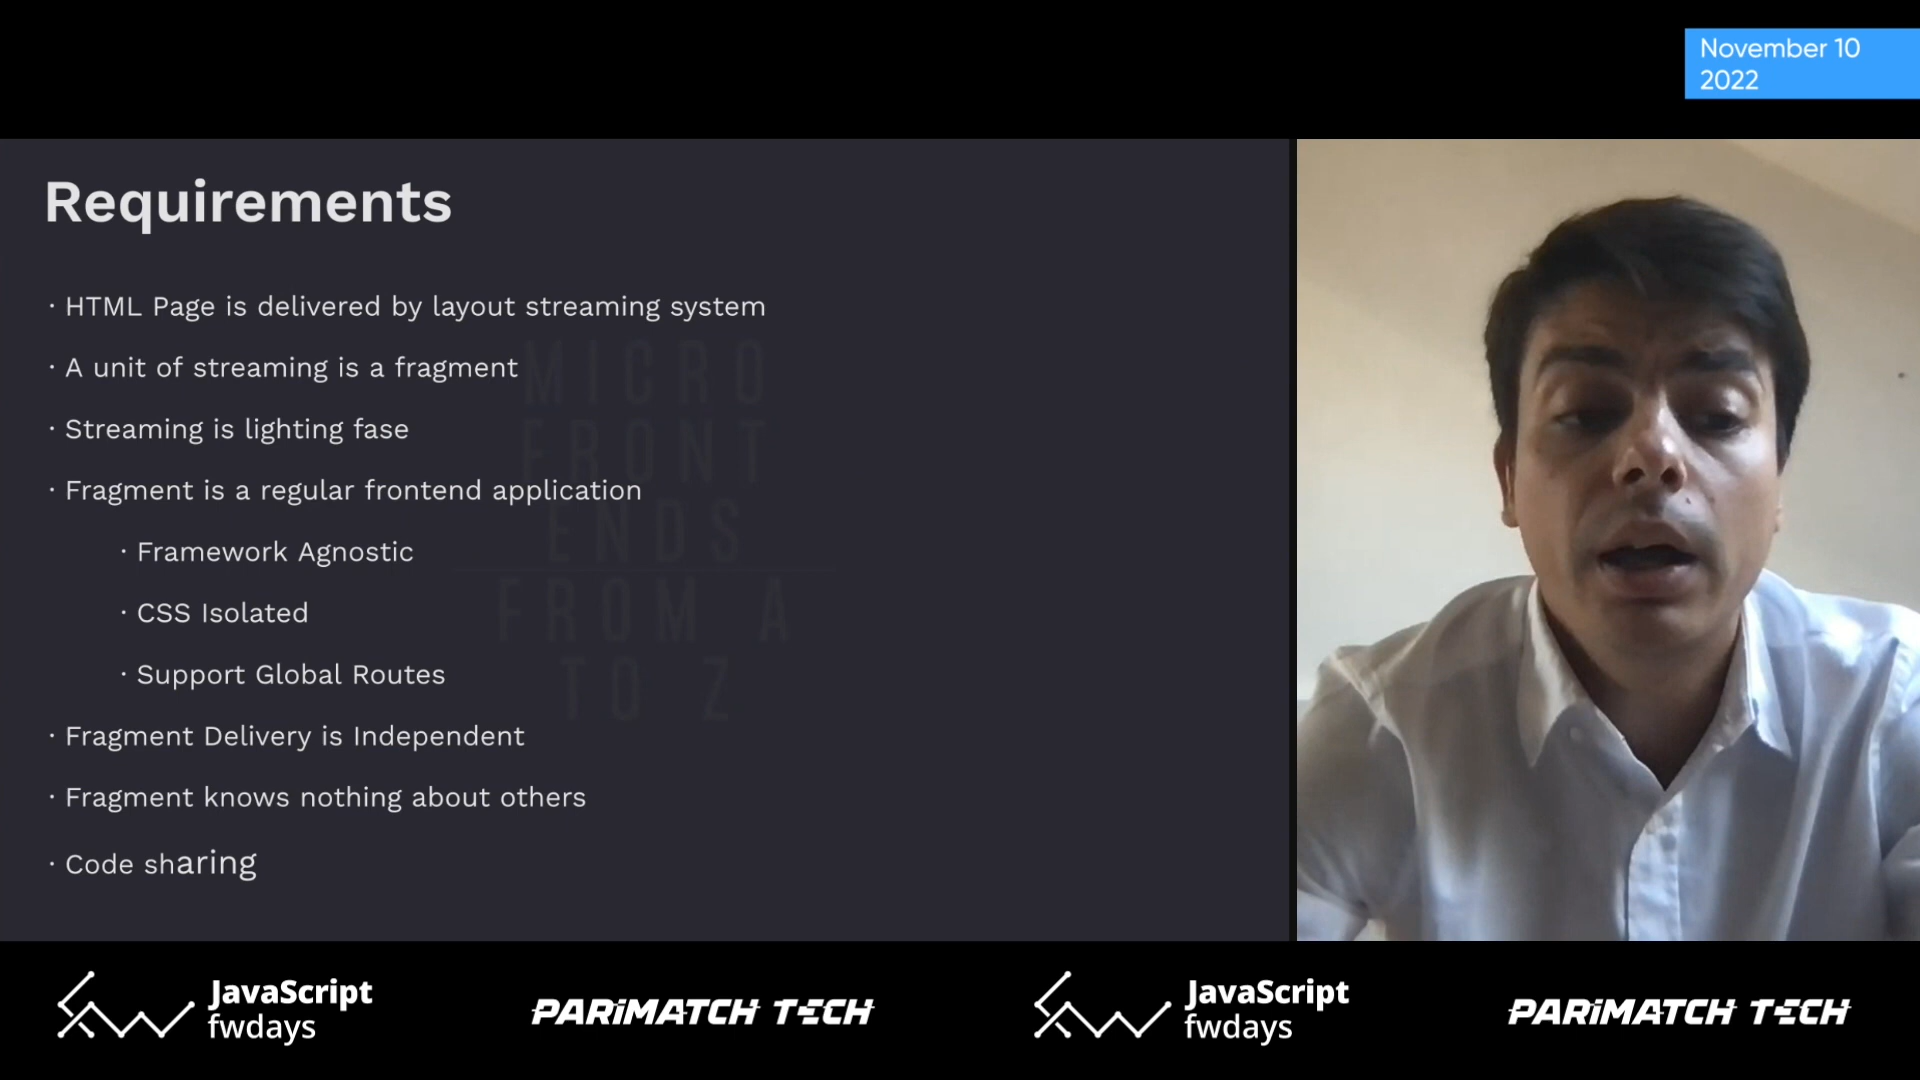 November 10
2022
Requirements
· HTML Page is delivered by layout streaming system
· A unit of streaming is a fragment
· Streaming is lighting fase
· Fragment is a regular frontend application
· Framework Agnostic
· CSS Isolated
· Support Global Routes
· Fragment Delivery is Independent
· Fragment knows nothing about others
· Code sharing
MICRO
FRONT
ENDS
FROM A
TO Z
JavaScript
fwdays
PARIMATCH TECH
JavaScript
fwdays
PARIMATCH TECH